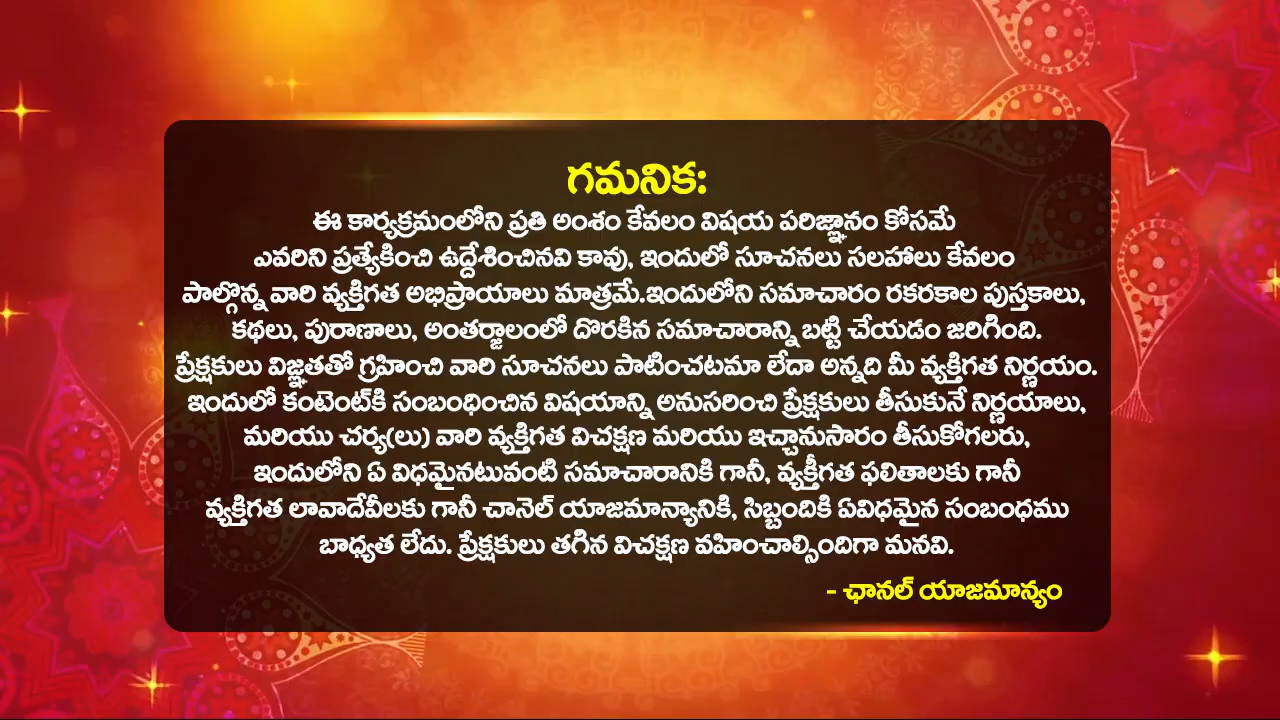 గమనిక:
ఈ కార్యక్రమంలోని ప్రతి అంశం కేవలం విషయ పరిజ్ఞానం కోసమే
ఎవరిని ప్రత్యేకించి ఉద్దేశించినవి కావు, ఇందులో సూచనలు సలహాలు కేవలం
పాల్గొన్న వారి వ్యక్తిగత అభిప్రాయాలు మాత్రమే.ఇందులోని సమాచారం రకరకాల పుస్తకాలు,
కథలు, పురాణాలు, అంతర్జాలంలో దొరకిన సమాచారాన్ని బట్టి చేయడం జరిగింది.
ప్రేక్షకులు విజ్ఞతతో గ్రహించి వారి సూచనలు పాటించటమా లేదా అన్నది మీ వ్యక్తిగత నిర్ణయం.
ఇందులో కంటెంట్‌కి సంబంధించిన విషయాన్ని అనుసరించి ప్రేక్షకులు తీసుకునే నిర్ణయాలు,
మరియు చర్య(లు) వారి వ్యక్తిగత విచక్షణ మరియు ఇచ్చానుసారం తీసుకోగలరు,
ఇందులోని ఏ విధమైనటువంటి సమాచారానికి గానీ, వ్యక్తీగత ఫలితాలకు గానీ
వ్యక్తిగత లావాదేవీలకు గానీ చానెల్ యాజమాన్యానికి, సిబ్బందికి ఏవిధమైన సంబంధము
బాధ్యత లేదు. ప్రేక్షకులు తగిన విచక్షణ వహించాల్సిందిగా మనవి.
- ఛానల్ యాజమాన్యం